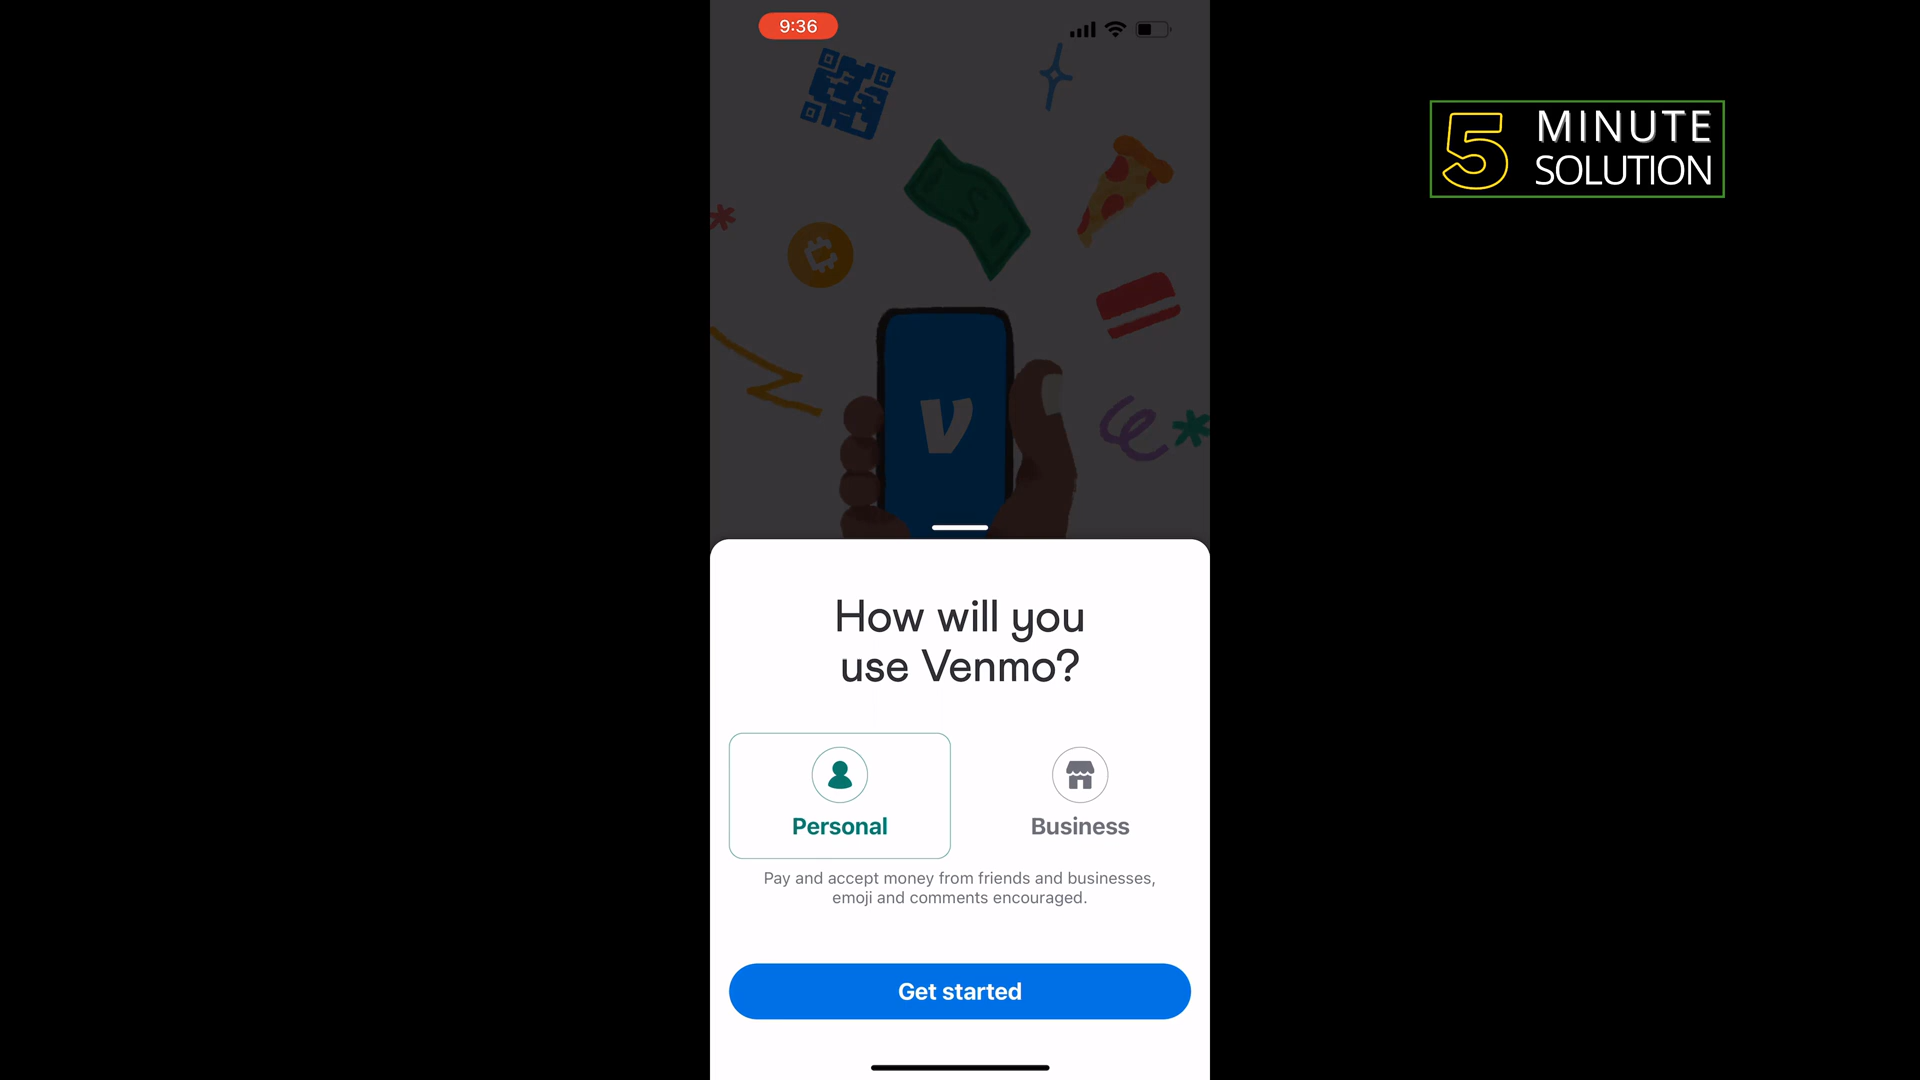 9:36
5 MINUTE
SOLUTION
V
How will you
use Venmo?
Personal
Business
Pay and accept money from friends and businesses,
emoji and comments encouraged.
Get started